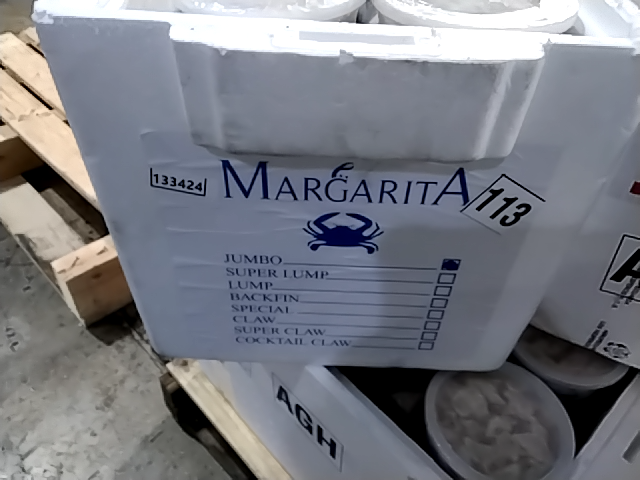 133424
MARGARITA
113
JUMBO
SUPER LUMP
LUMP
BACKFIN
SPECIAL
CLAW
SUPER CLAW
COCKTAIL CLAW
AGH